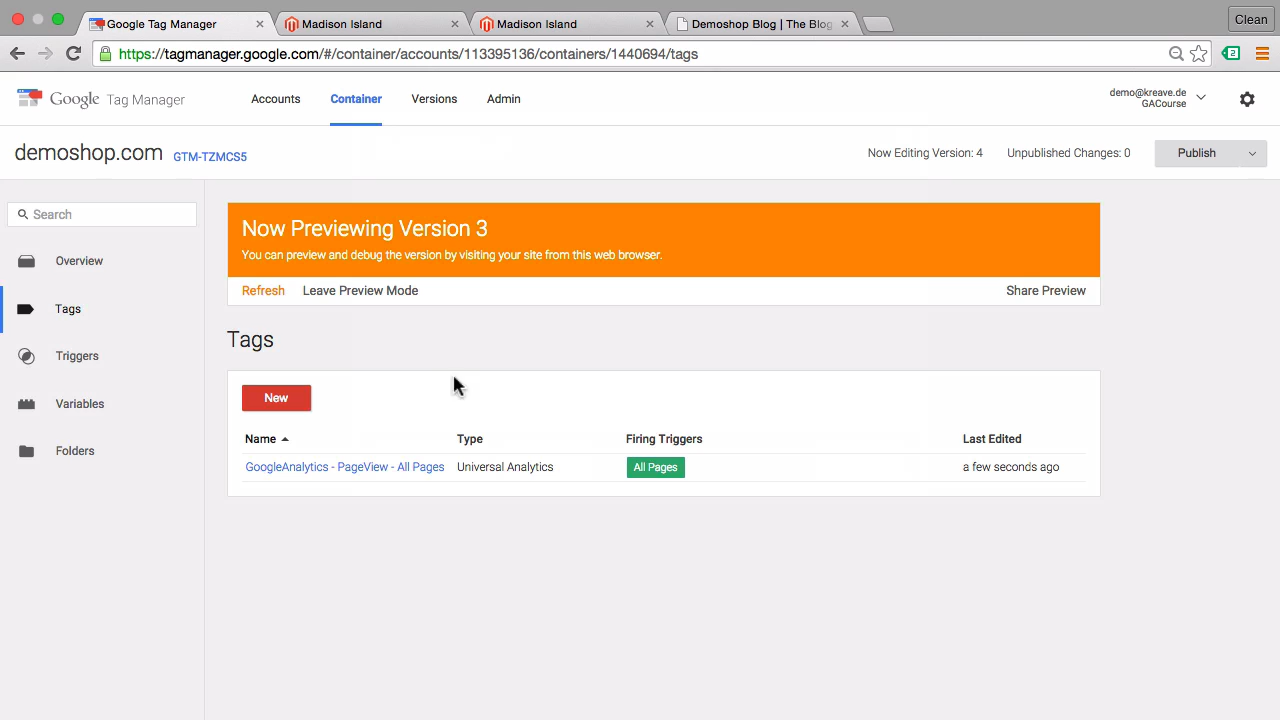 Google Tag Manager
Madison Island
Madison Island
Demoshop Blog | The Blog
Clean
https://tagmanager.google.com/#/container/accounts/113395136/containers/1440694/tags
2
Google Tag Manager
Accounts
Container
Versions
Admin
demo@kreave.de
GACourse
demoshop.com
GTM-TZMCS5
Now Editing Version: 4
Unpublished Changes: 0
Publish
Search
Overview
Tags
Triggers
Variables
Folders
Now Previewing Version 3
You can preview and debug the version by visiting your site from this web browser.
Refresh
Leave Preview Mode
Share Preview
Tags
New
Name
Type
Firing Triggers
Last Edited
GoogleAnalytics - PageView - All Pages
Universal Analytics
All Pages
a few seconds ago